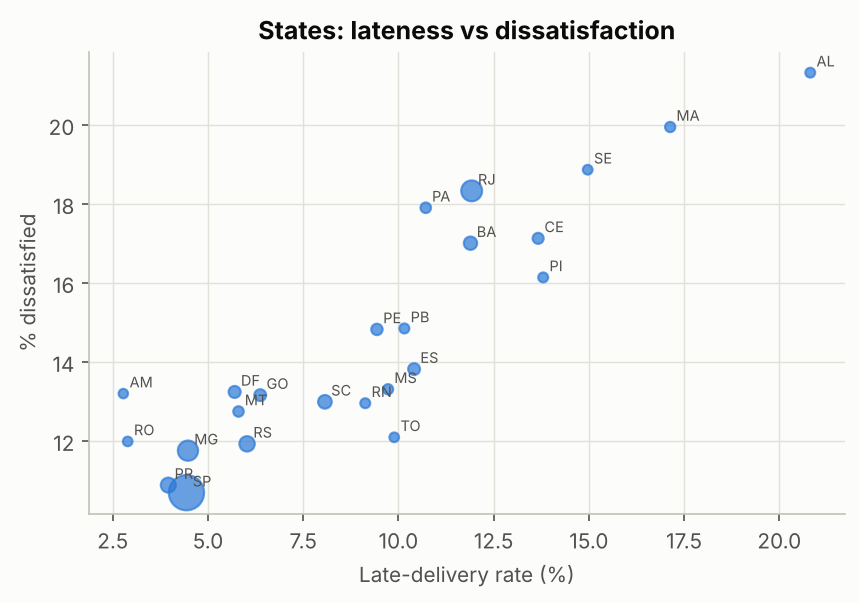 States: lateness vs dissatisfaction
AL
MA
20
SE
RJ
PA
18
BA
CE
PI
16
PE
PB
14
ES
MS
AM
DF
GO
SC
RN
MT
RO
12
MG
RS
TO
PR
SP
% dissatisfied
2.5 5.0 7.5 10.0 12.5 15.0 17.5 20.0
Late-delivery rate (%)